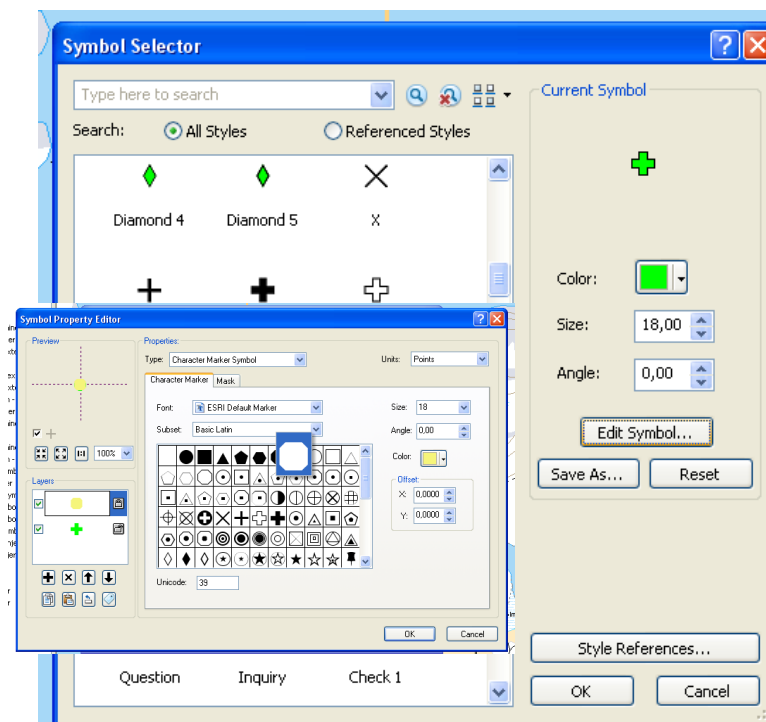 Symbol Selector
Type here to search
Search: All Styles Referenced Styles
Diamond 4 Diamond 5 X
Current Symbol
Color:
Size: 18,00
Angle: 0,00
Edit Symbol...
Save As... Reset
Style References...
OK Cancel
Symbol Property Editor
Preview
100%
Layers
Properties:
Type: Character Marker Symbol
Units: Points
Character Marker Mask
Font: ESRI Default Marker
Subset: Basic Latin
Size: 18
Angle: 0,00
Color:
Offset:
X: 0,0000
Y: 0,0000
Unicode: 39
OK Cancel
Question Inquiry Check 1